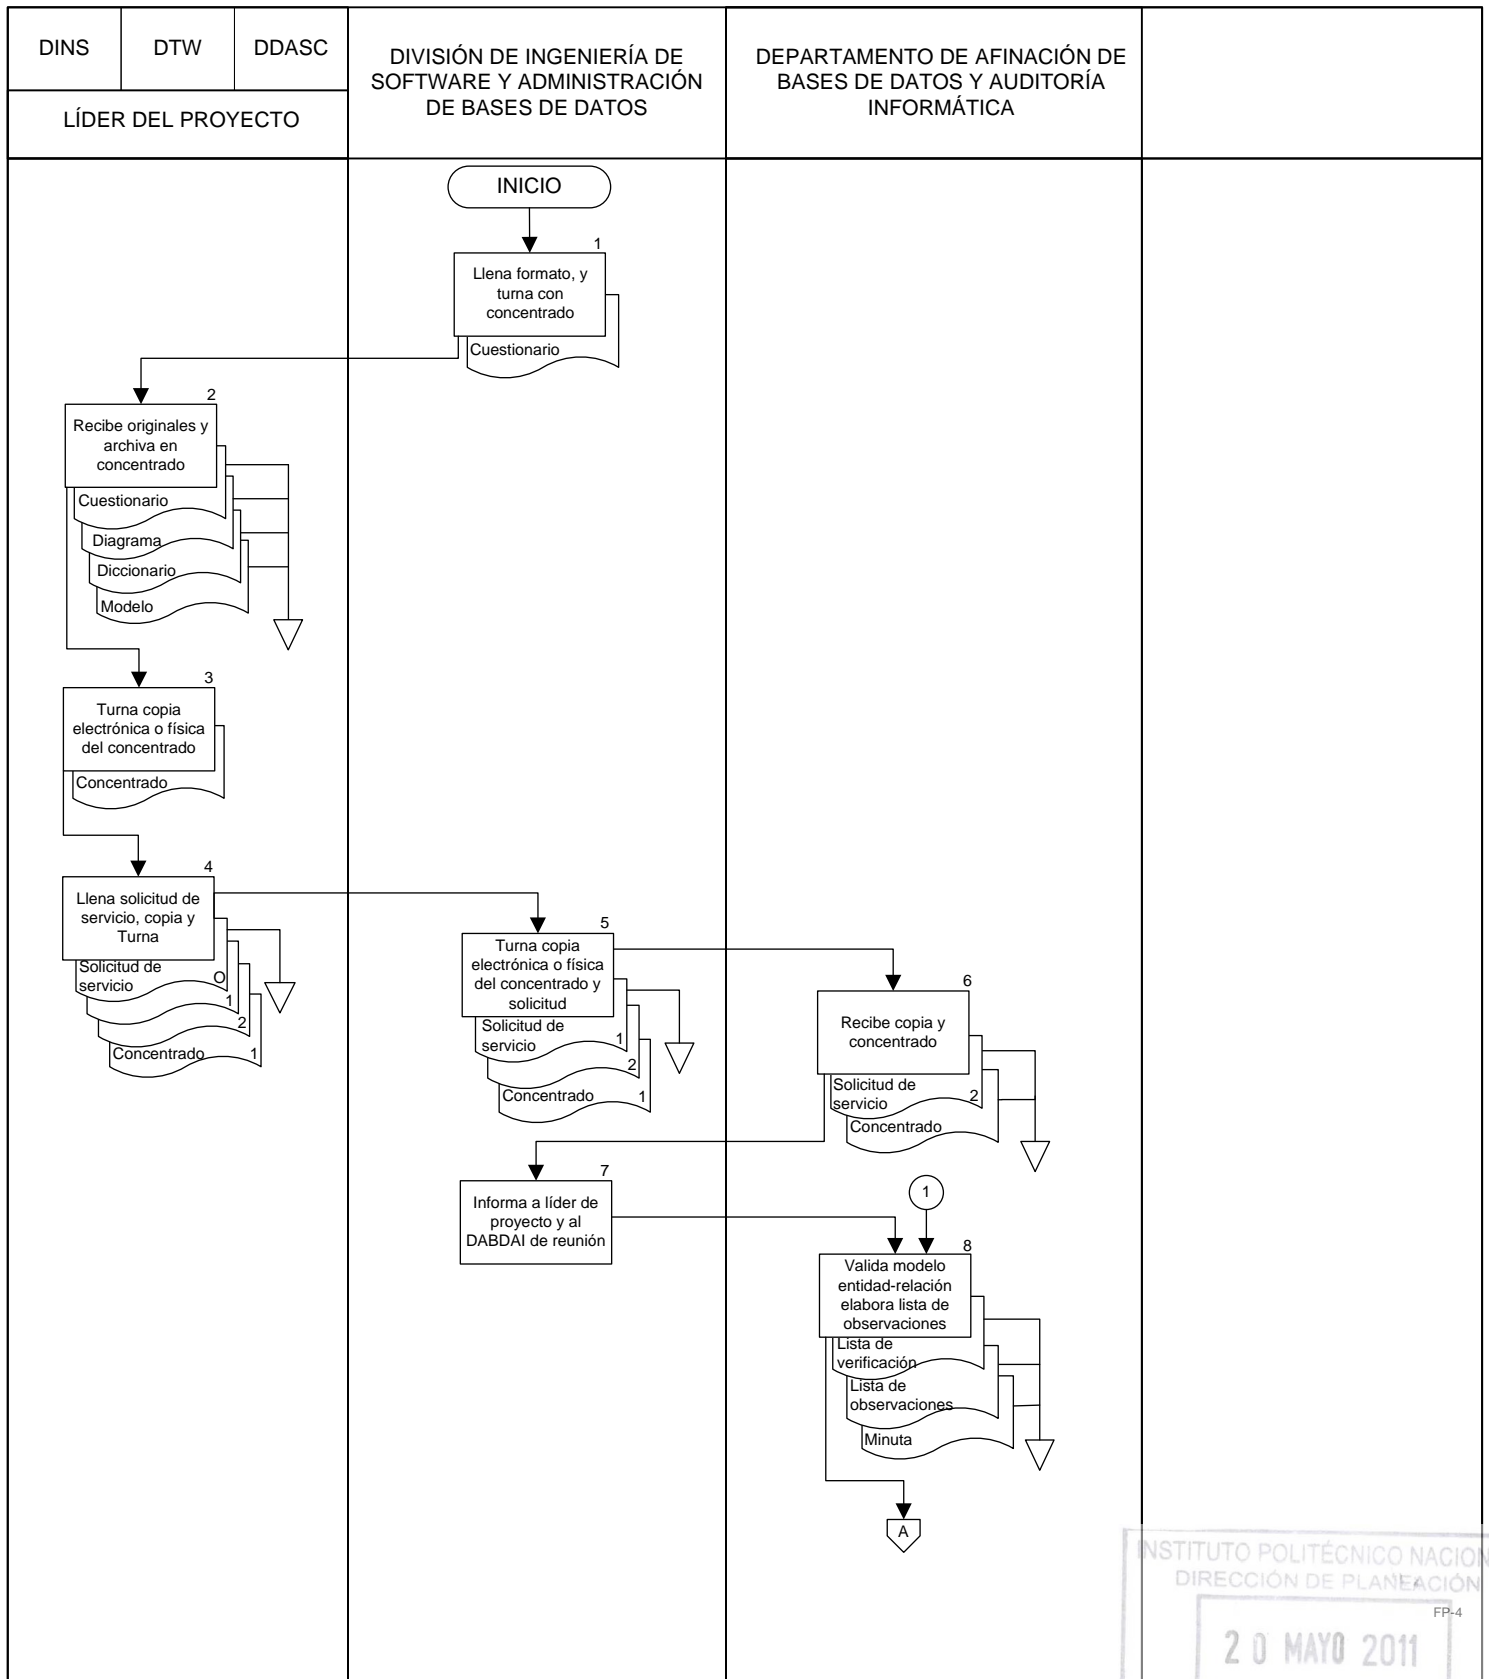 DINS
DTW
DDASC
LÍDER DEL PROYECTO
DIVISIÓN DE INGENIERÍA DE
SOFTWARE Y ADMINISTRACIÓN
DE BASES DE DATOS
DEPARTAMENTO DE AFINACIÓN DE
BASES DE DATOS Y AUDITORÍA
INFORMÁTICA
INICIO
1
Llena formato, y
turna con
concentrado
Cuestionario
2
Recibe originales y
archiva en
concentrado
Cuestionario
Diagrama
Diccionario
Modelo
3
Turna copia
electrónica o física
del concentrado
Concentrado
4
Llena solicitud de
servicio, copia y
Turna
Solicitud de
servicio
O
1
2
Concentrado
1
5
Turna copia
electrónica o física
del concentrado y
solicitud
Solicitud de
servicio
1
2
Concentrado
1
6
Recibe copia y
concentrado
Solicitud de
servicio
2
Concentrado
7
Informa a líder de
proyecto y al
DABDAI de reunión
1
8
Valida modelo
entidad-relación
elabora lista de
observaciones
Lista de
verificación
Lista de
observaciones
Minuta
A
INSTITUTO POLITÉCNICO NACION
DIRECCIÓN DE PLANEACIÓN
FP-4
20 MAYO 2011